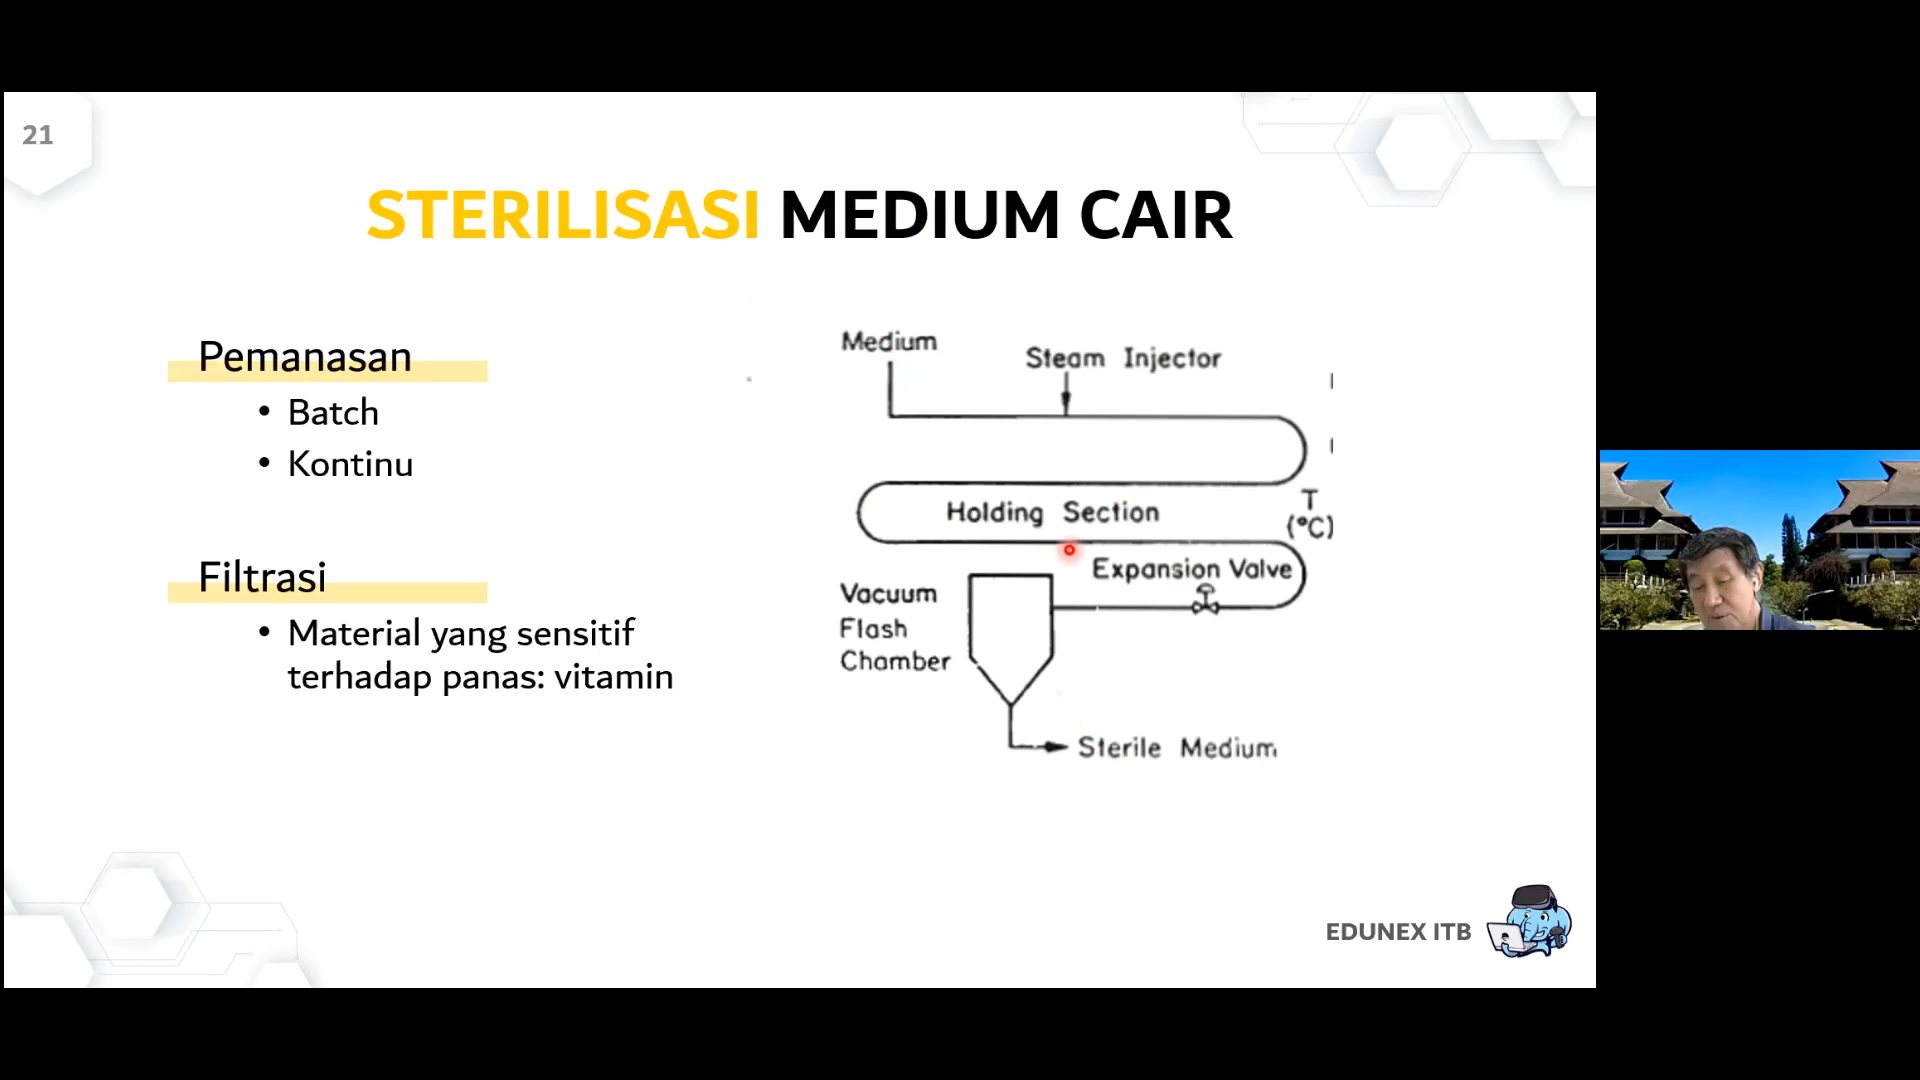 21
STERILISASI MEDIUM CAIR
Pemanasan
• Batch
• Kontinu
Filtrasi
• Material yang sensitif
terhadap panas: vitamin
Medium
Steam Injector
Holding Section
T
(°C)
Expansion Valve
Vacuum
Flash
Chamber
Sterile Medium
EDUNEX ITB